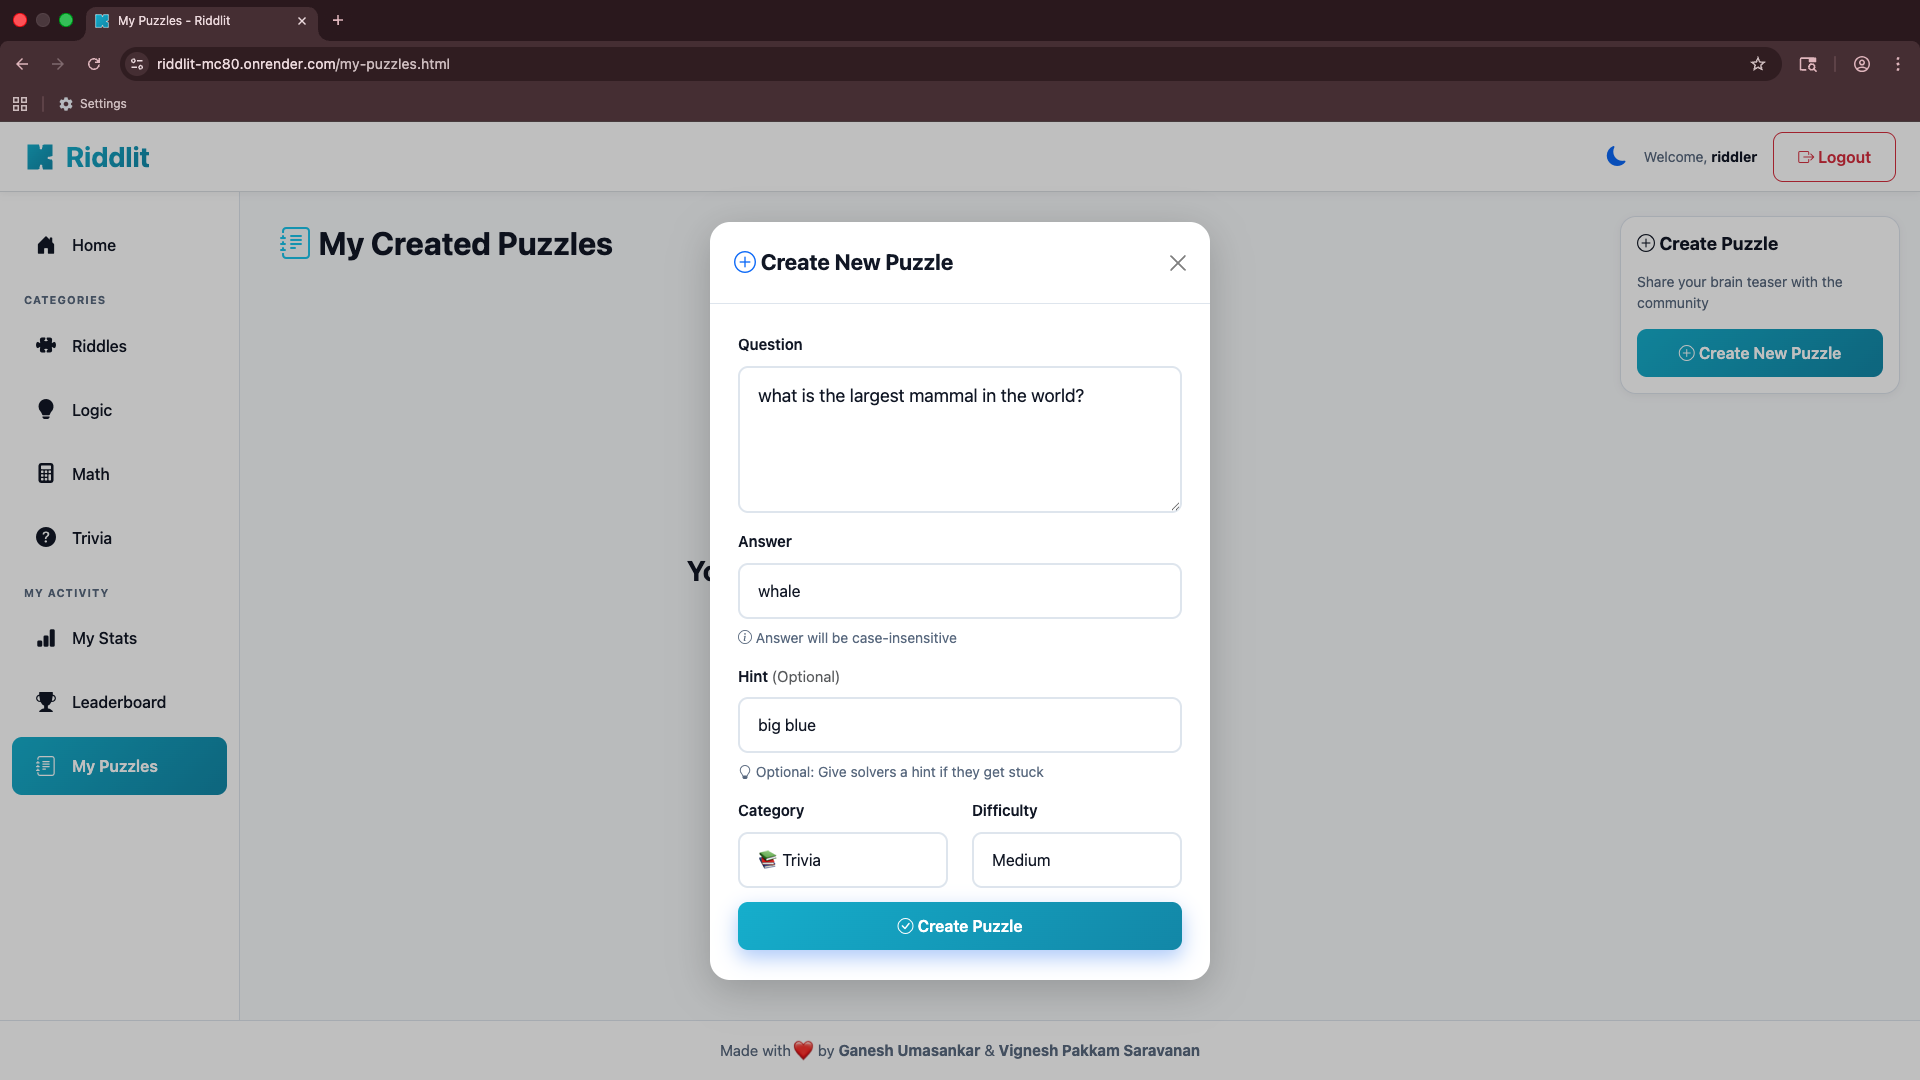 My Puzzles - Riddlit
riddlit-mc80.onrender.com/my-puzzles.html
Settings
Riddlit
Welcome, riddler
Logout
Home
CATEGORIES
Riddles
Logic
Math
Trivia
MY ACTIVITY
My Stats
Leaderboard
My Puzzles
My Created Puzzles
Create Puzzle
Share your brain teaser with the
community
Create New Puzzle
Create New Puzzle
Question
what is the largest mammal in the world?
Answer
whale
Answer will be case-insensitive
Hint (Optional)
big blue
Optional: Give solvers a hint if they get stuck
Category
Difficulty
Trivia
Medium
Create Puzzle
Made with ❤️ by Ganesh Umasankar & Vignesh Pakkam Saravanan